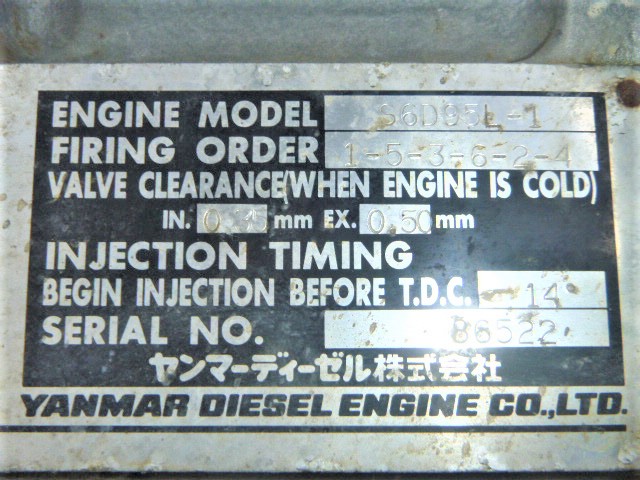 ENGINE MODEL S6D95L-1
FIRING ORDER 1-5-3-6-2-4
VALVE CLEARANCE(WHEN ENGINE IS COLD)
IN. mm EX. 0.50 mm
INJECTION TIMING
BEGIN INJECTION BEFORE T.D.C. 14°
SERIAL NO. 86522
ヤンマーディーゼル株式会社
YANMAR DIESEL ENGINE CO.,LTD.